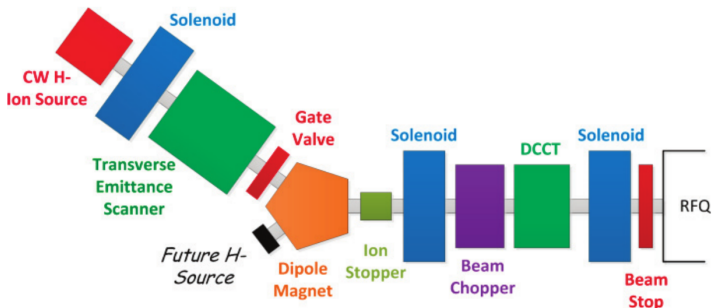 Solenoid
CW H-
Ion Source
Gate
Valve
Transverse
Emittance
Scanner
Future H-
Source
Dipole
Magnet
Ion
Stopper
Solenoid
Beam
Chopper
DCCT
Solenoid
RFQ
Beam
Stop